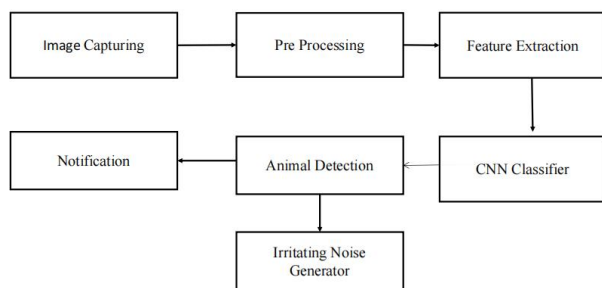 Image Capturing
Pre Processing
Feature Extraction
Notification
Animal Detection
CNN Classifier
Irritating Noise
Generator